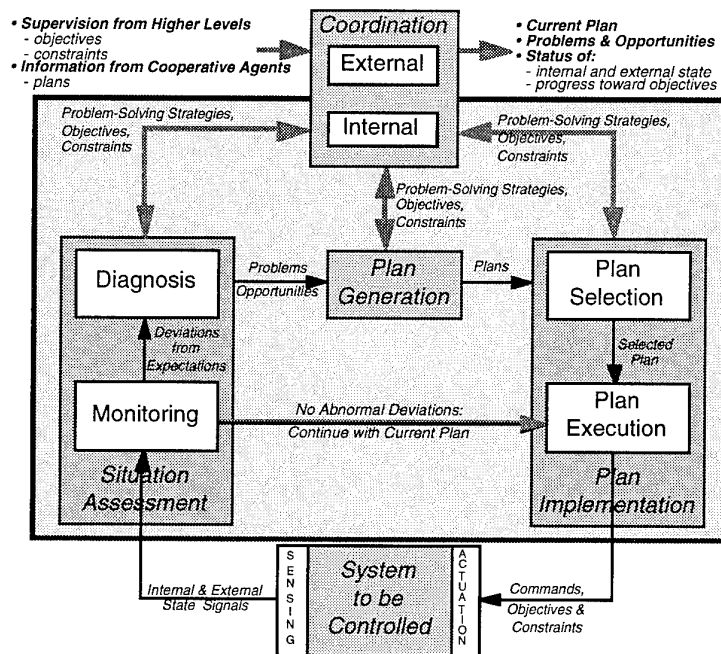 • Supervision from Higher Levels
- objectives
- constraints
• Information from Cooperative Agents
- plans
Coordination
External
Internal
• Current Plan
• Problems & Opportunities
• Status of:
- internal and external state
- progress toward objectives
Problem-Solving Strategies,
Objectives,
Constraints
Problem-Solving Strategies,
Objectives,
Constraints
Problem-Solving Strategies,
Objectives,
Constraints
Diagnosis
Problems
Opportunities
Plan
Generation
Plans
Plan
Selection
Deviations
from
Expectations
Selected
Plan
Monitoring
No Abnormal Deviations:
Continue with Current Plan
Plan
Execution
Situation
Assessment
Plan
Implementation
Internal & External
State Signals
SENSING
System
to be
Controlled
ACTUATION
Commands,
Objectives &
Constraints